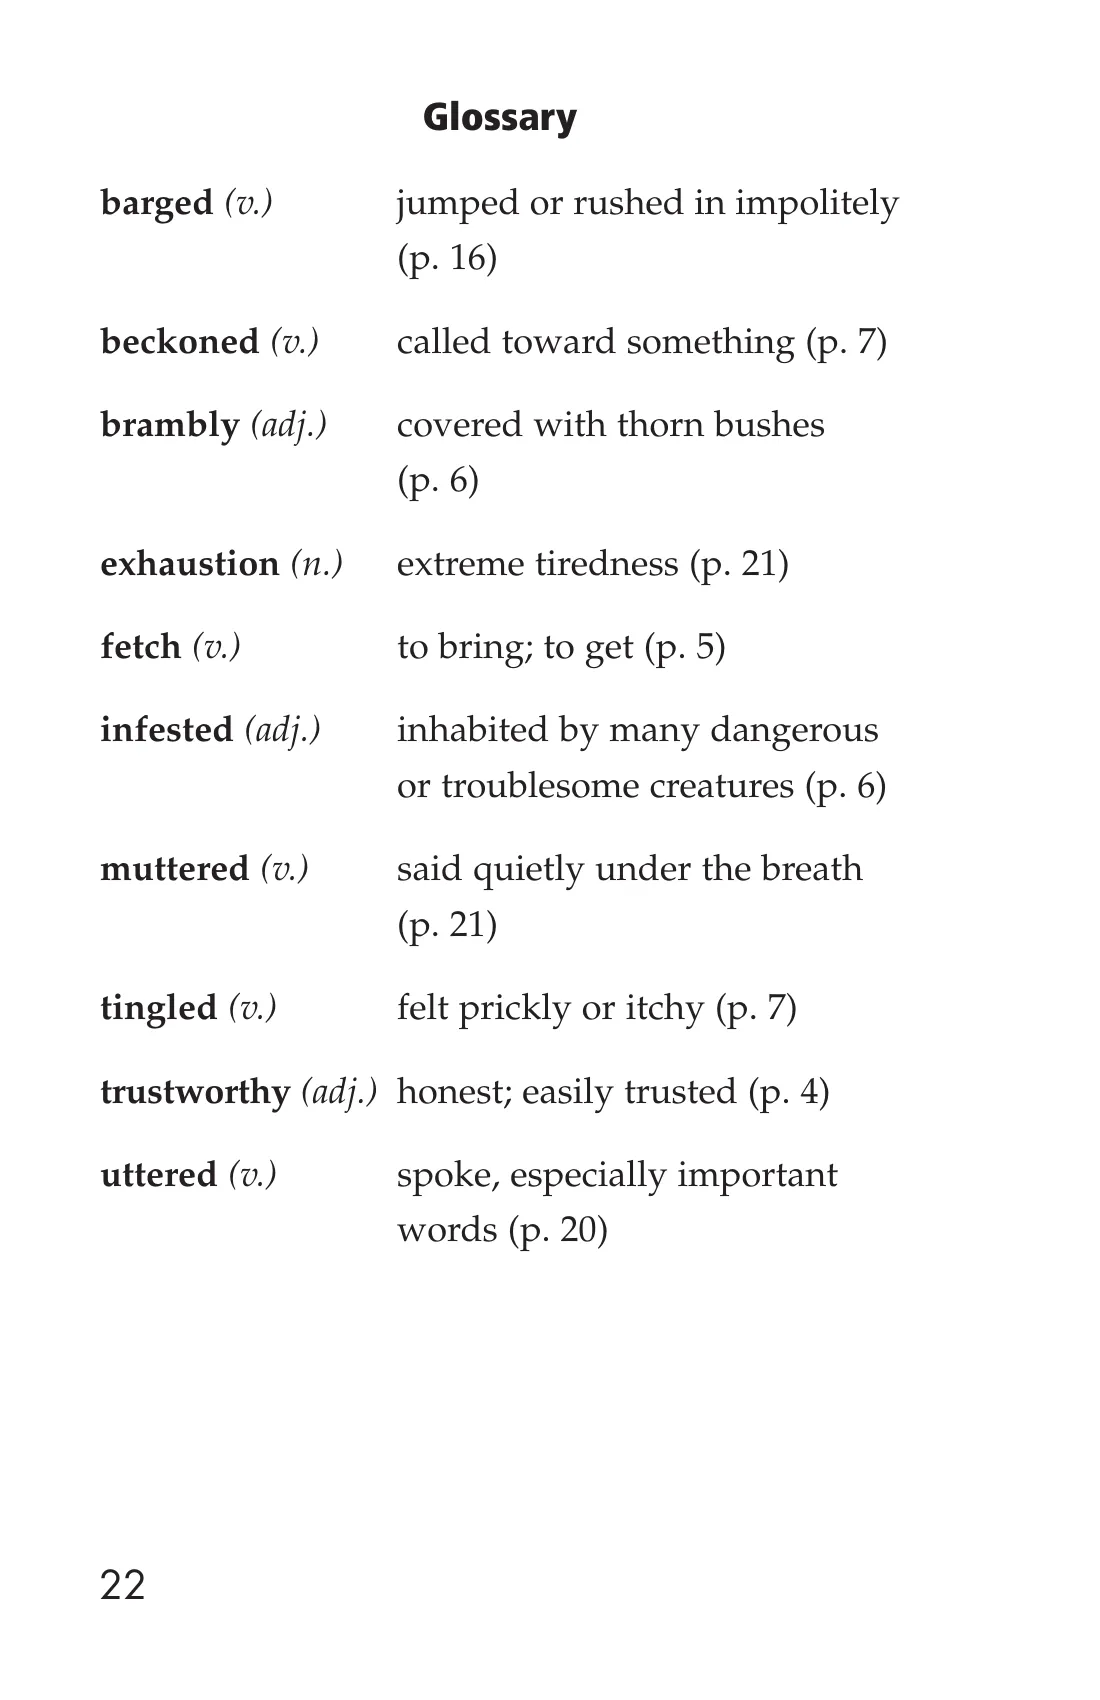 Glossary
barged (v.) jumped or rushed in impolitely
(p. 16)
beckoned (v.) called toward something (p. 7)
brambly (adj.) covered with thorn bushes
(p. 6)
exhaustion (n.) extreme tiredness (p. 21)
fetch (v.) to bring; to get (p. 5)
infested (adj.) inhabited by many dangerous
or troublesome creatures (p. 6)
muttered (v.) said quietly under the breath
(p. 21)
tingled (v.) felt prickly or itchy (p. 7)
trustworthy (adj.) honest; easily trusted (p. 4)
uttered (v.) spoke, especially important
words (p. 20)
22